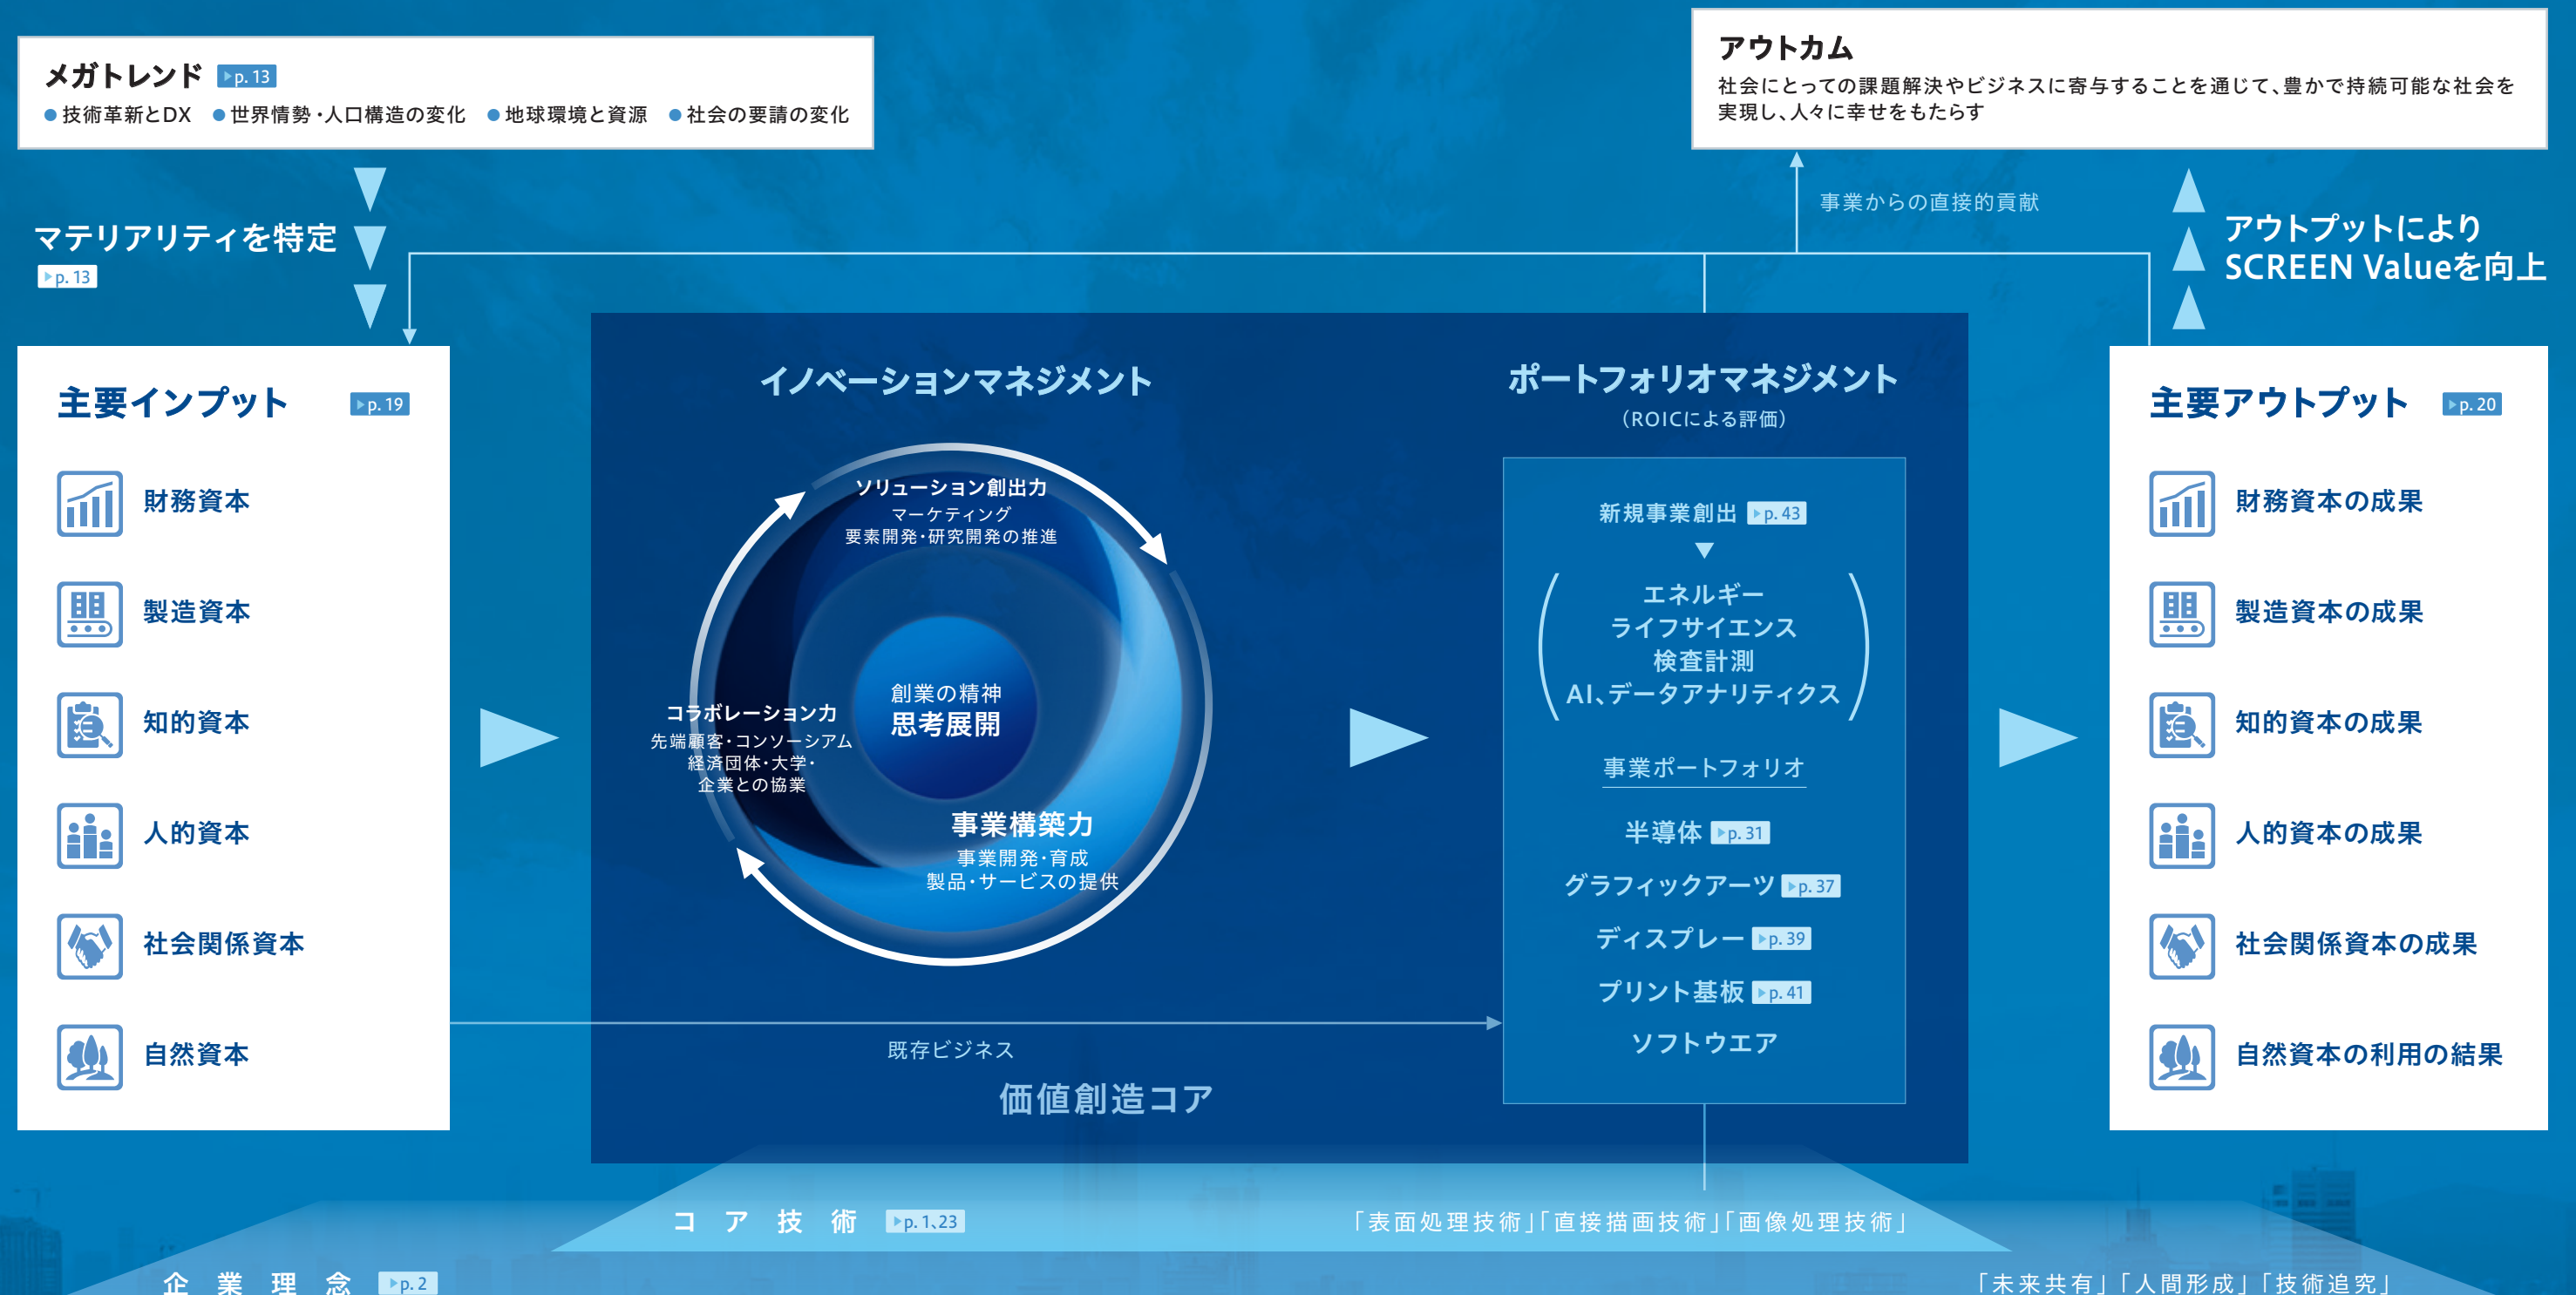 メガトレンド ▶p. 13
●技術革新とDX ●世界情勢・人口構造の変化 ●地球環境と資源 ●社会の要請の変化
アウトカム
社会にとっての課題解決やビジネスに寄与することを通じて、豊かで持続可能な社会を
実現し、人々に幸せをもたらす
マテリアリティを特定
▶p. 13
事業からの直接的貢献
アウトプットにより
SCREEN Valueを向上
主要インプット ▶p. 19
財務資本
製造資本
知的資本
人的資本
社会関係資本
自然資本
イノベーションマネジメント
ソリューション創出力
マーケティング
要素開発・研究開発の推進
創業の精神
思考展開
コラボレーション力
先端顧客・コンソーシアム
経済団体・大学・
企業との協業
事業構築力
事業開発・育成
製品・サービスの提供
既存ビジネス
価値創造コア
ポートフォリオマネジメント
（ROICによる評価）
新規事業創出 ▶p. 43
エネルギー
ライフサイエンス
検査計測
AI、データアナリティクス
事業ポートフォリオ
半導体 ▶p. 31
グラフィックアーツ ▶p. 37
ディスプレー ▶p. 39
プリント基板 ▶p. 41
ソフトウエア
主要アウトプット ▶p. 20
財務資本の成果
製造資本の成果
知的資本の成果
人的資本の成果
社会関係資本の成果
自然資本の利用の結果
コア技術 ▶p. 1、23
「表面処理技術」「直接描画技術」「画像処理技術」
企業理念 ▶p. 2
「未来共有」「人間形成」「技術追究」